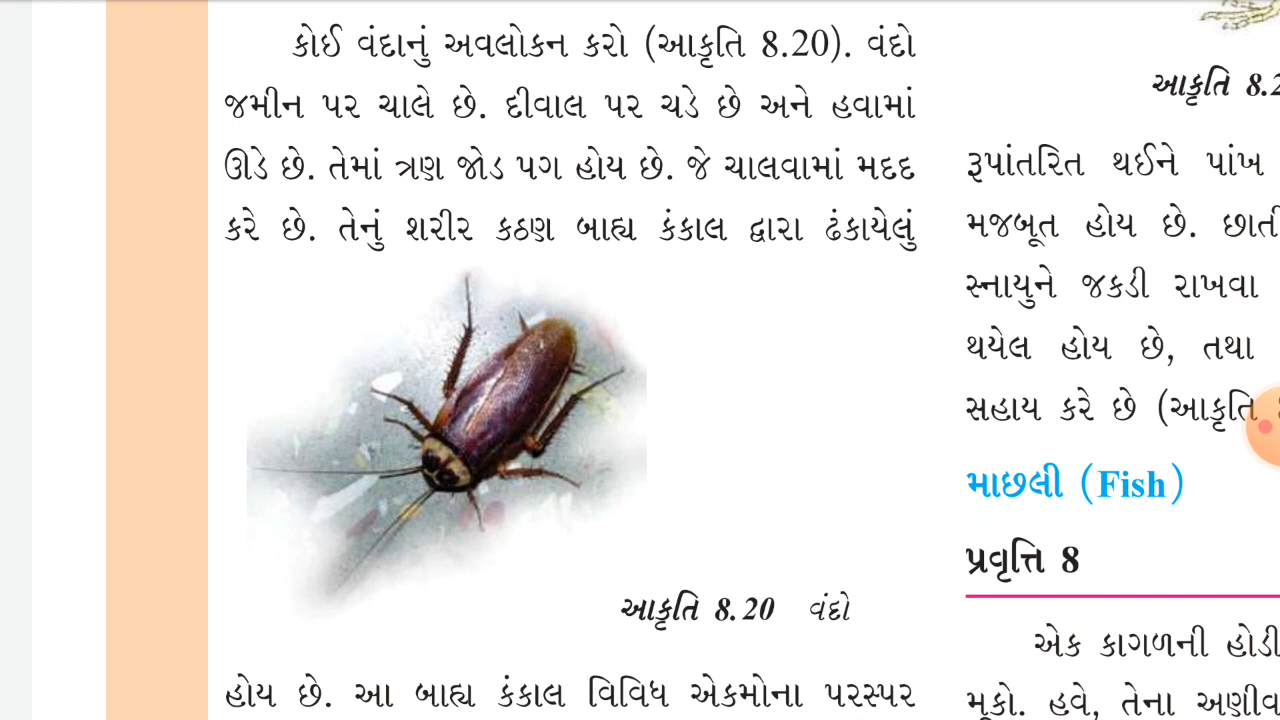 કોઈ વંદાનું અવલોકન કરો (આકૃતિ 8.20). વંદો
જમીન પર ચાલે છે. દીવાલ પર ચડે છે અને હવામાં
ઊડે છે. તેમાં ત્રણ જોડ પગ હોય છે. જે ચાલવામાં મદદ
કરે છે. તેનું શરીર કઠણ બાહ્ય કંકાલ દ્વારા ઢંકાયેલું
આકૃતિ 8.20 વંદો
હોય છે. આ બાહ્ય કંકાલ વિવિધ એકમોના પરસ્પર
આકૃતિ
રૂપાંતરિત થઈને પાંખ
મજબૂત હોય છે. છાતી
સ્નાયુને જકડી રાખવા
થયેલ હોય છે, તથા
સહાય કરે છે (આકૃતિ
માછલી (Fish)
પ્રવૃત્તિ 8
એક કાગળની હોડી
મૂકો. હવે, તેના